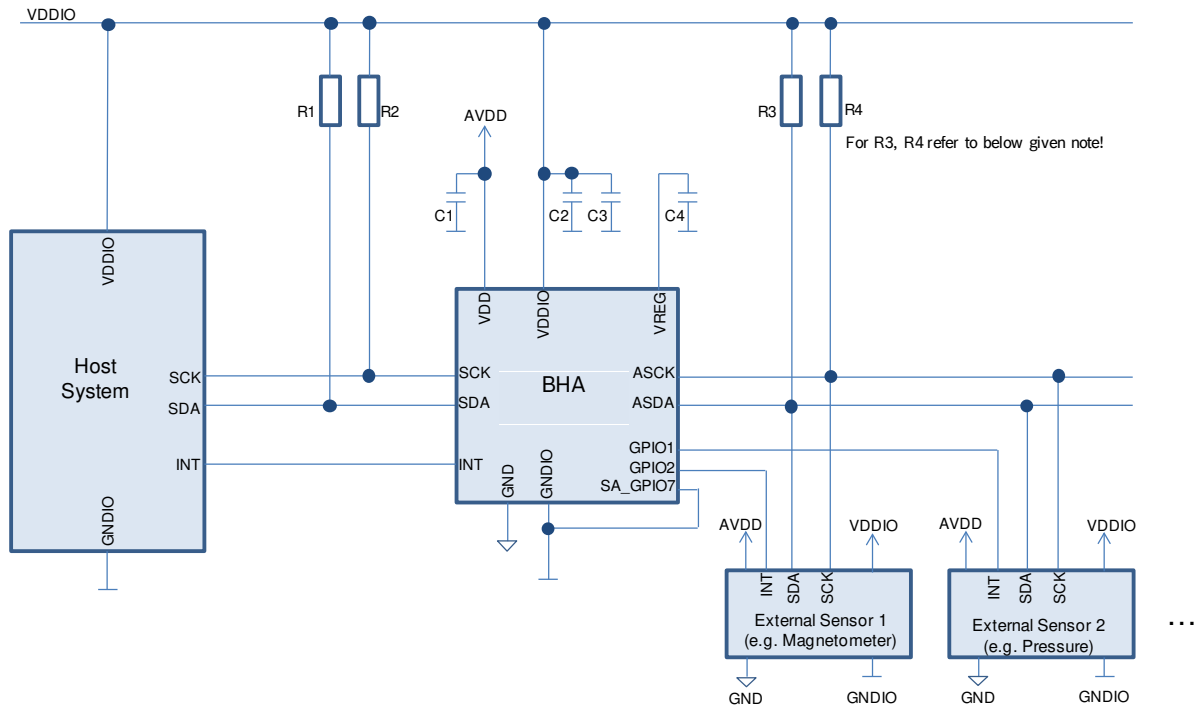 VDDIO
R1
R2
AVDD
R3
R4
For R3, R4 refer to below given note!
C1
C2
C3
C4
VDDIO
VDD
VDDIO
VREG
Host
System
SCK
SDA
INT
GNDIO
BHA
SCK
SDA
INT
GND
GNDIO
ASCK
ASDA
GPIO1
GPIO2
SA_GPIO7
AVDD
VDDIO
AVDD
VDDIO
INT
SDA
SCK
INT
SDA
SCK
External Sensor 1
(e.g. Magnetometer)
External Sensor 2
(e.g. Pressure)
...
GND
GNDIO
GND
GNDIO